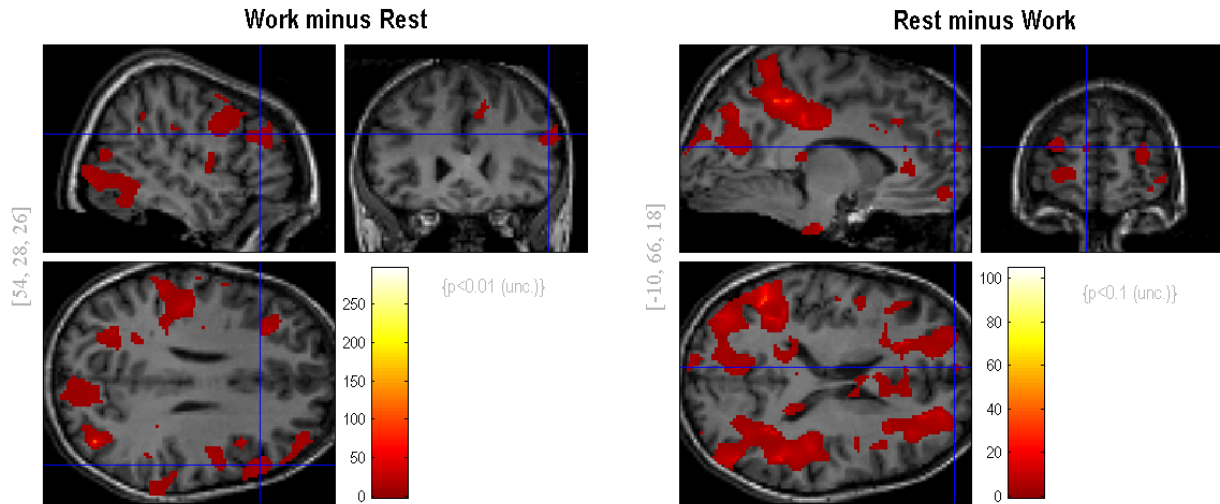 Work minus Rest
Rest minus Work
[54, 28, 26]
{p<0.01 (unc.)}
250
200
150
100
50
0
[-10, 66, 18]
{p<0.1 (unc.)}
100
80
60
40
20
0